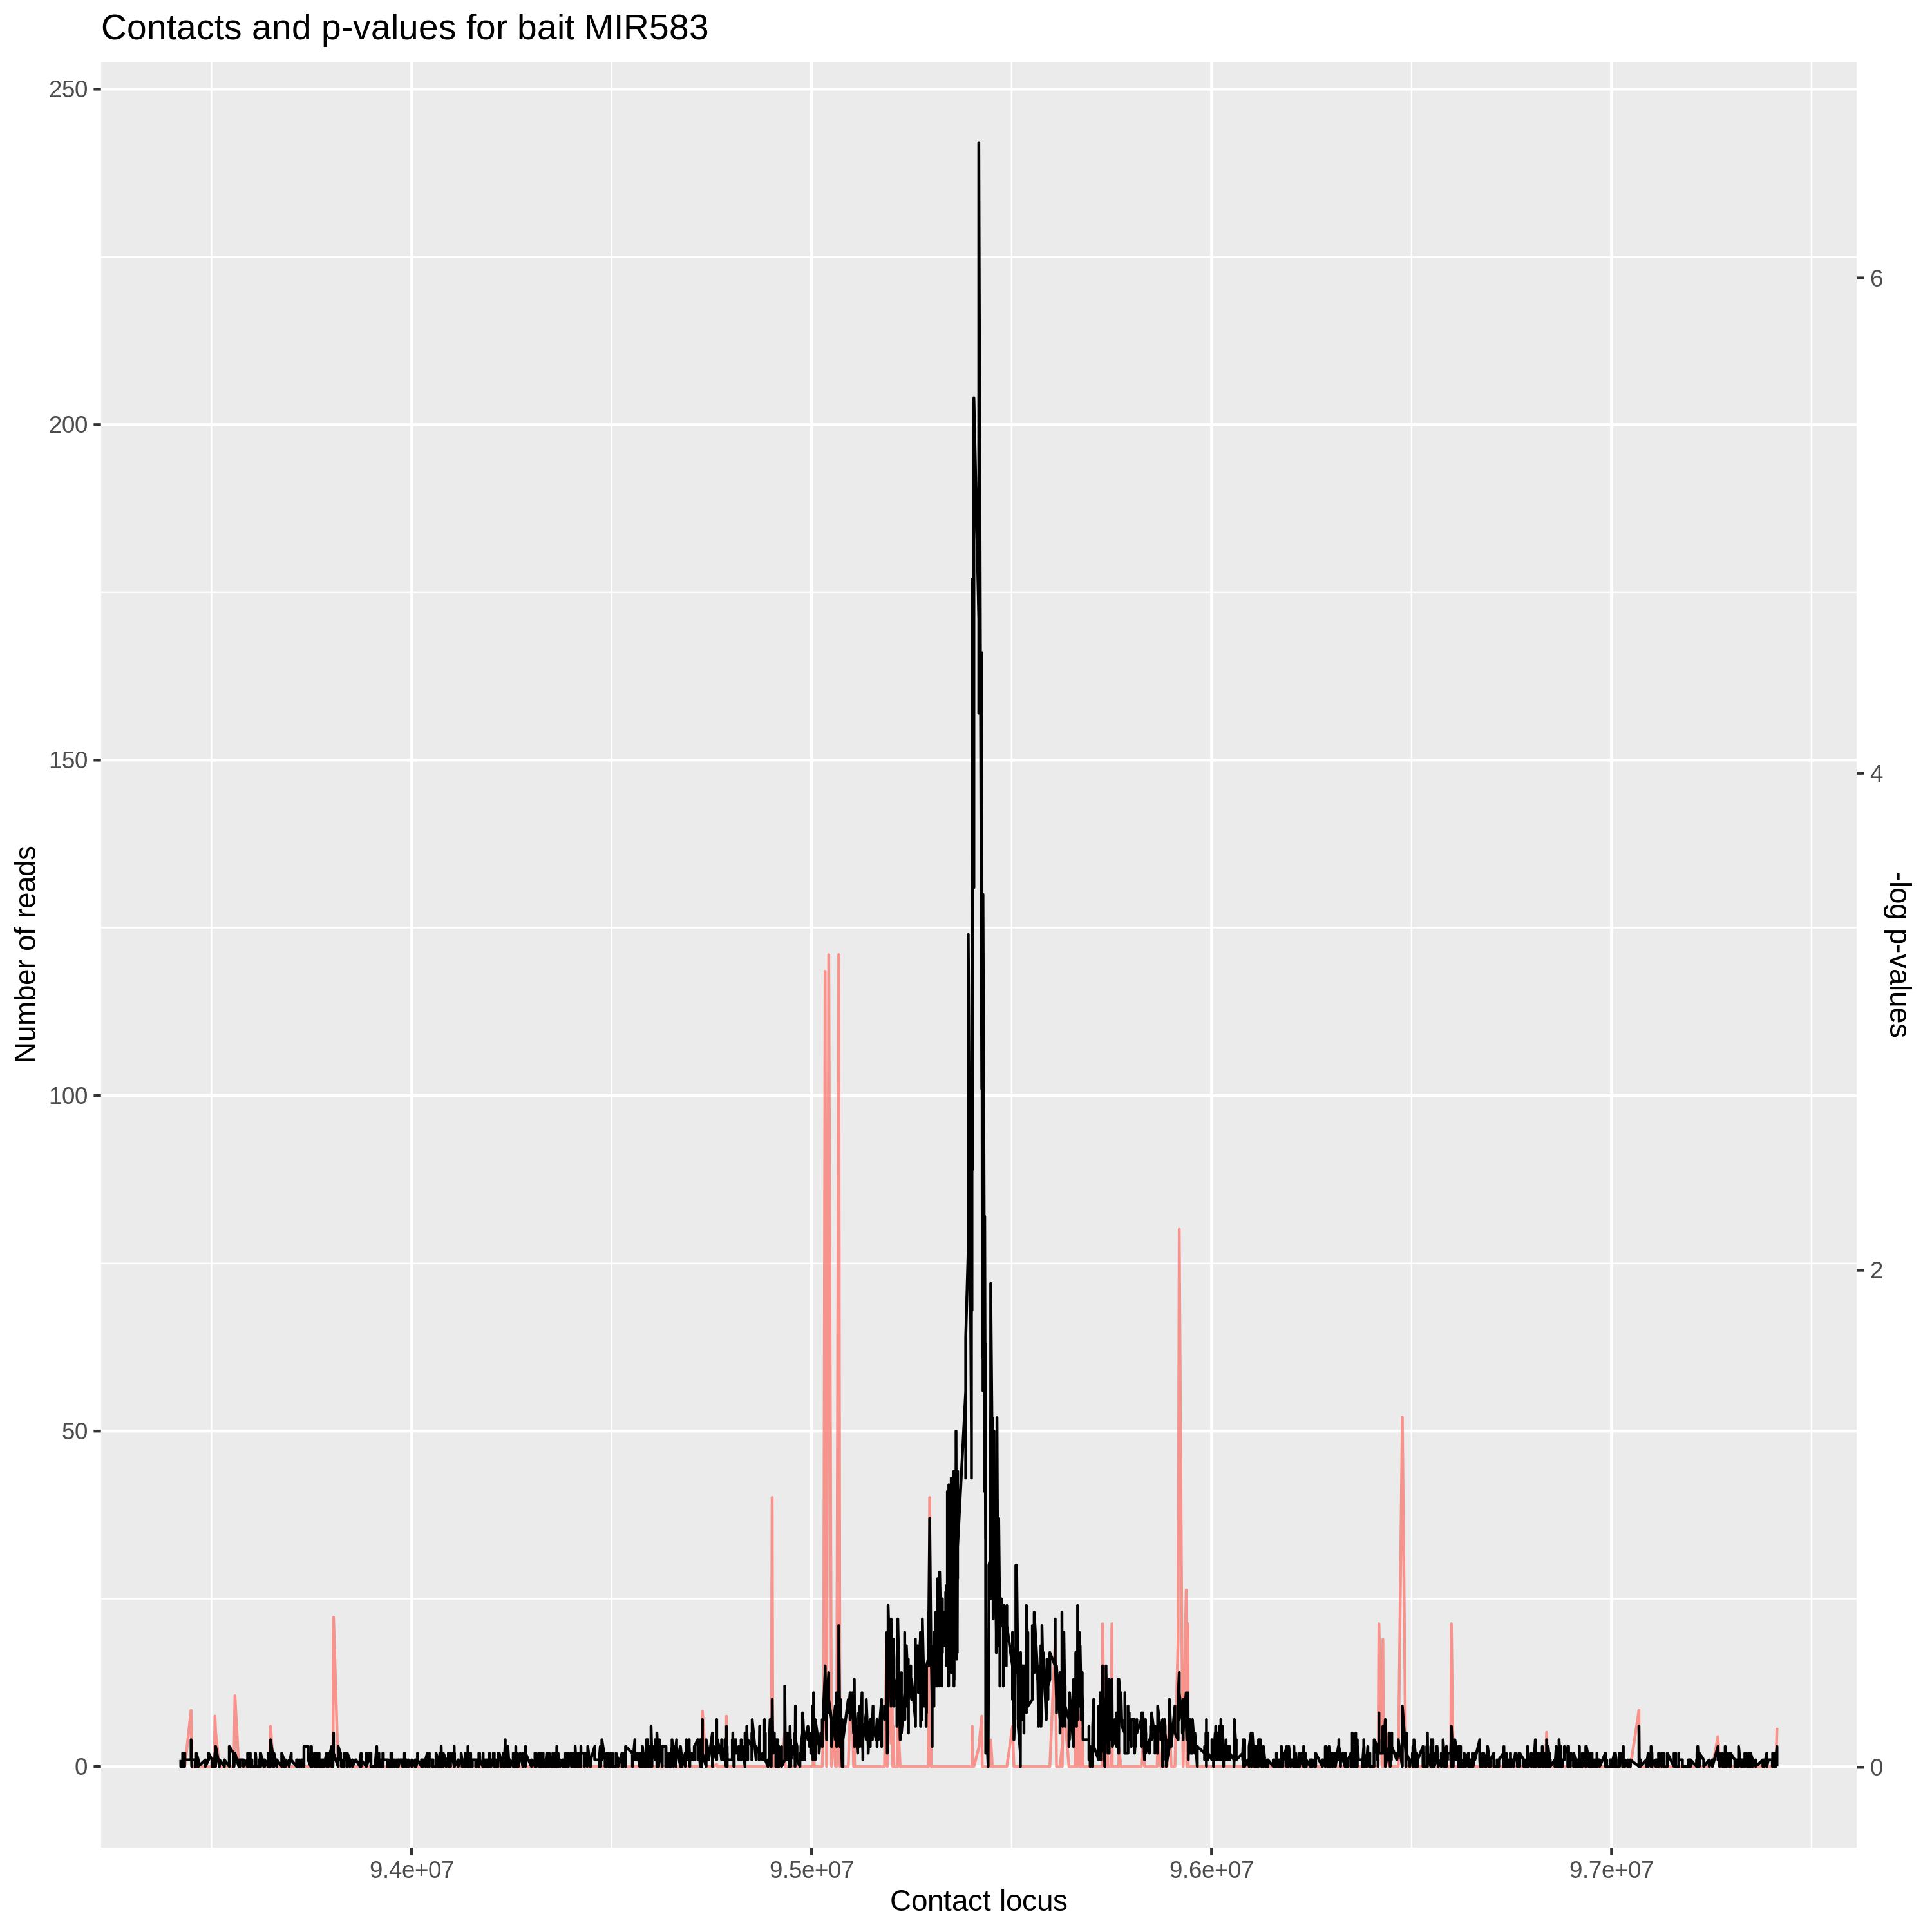 Contacts and p-values for bait MIR583
250
200
150
100
50
0
Number of reads
6
4
2
0
-log p-values
9.4e+07 9.5e+07 9.6e+07 9.7e+07
Contact locus